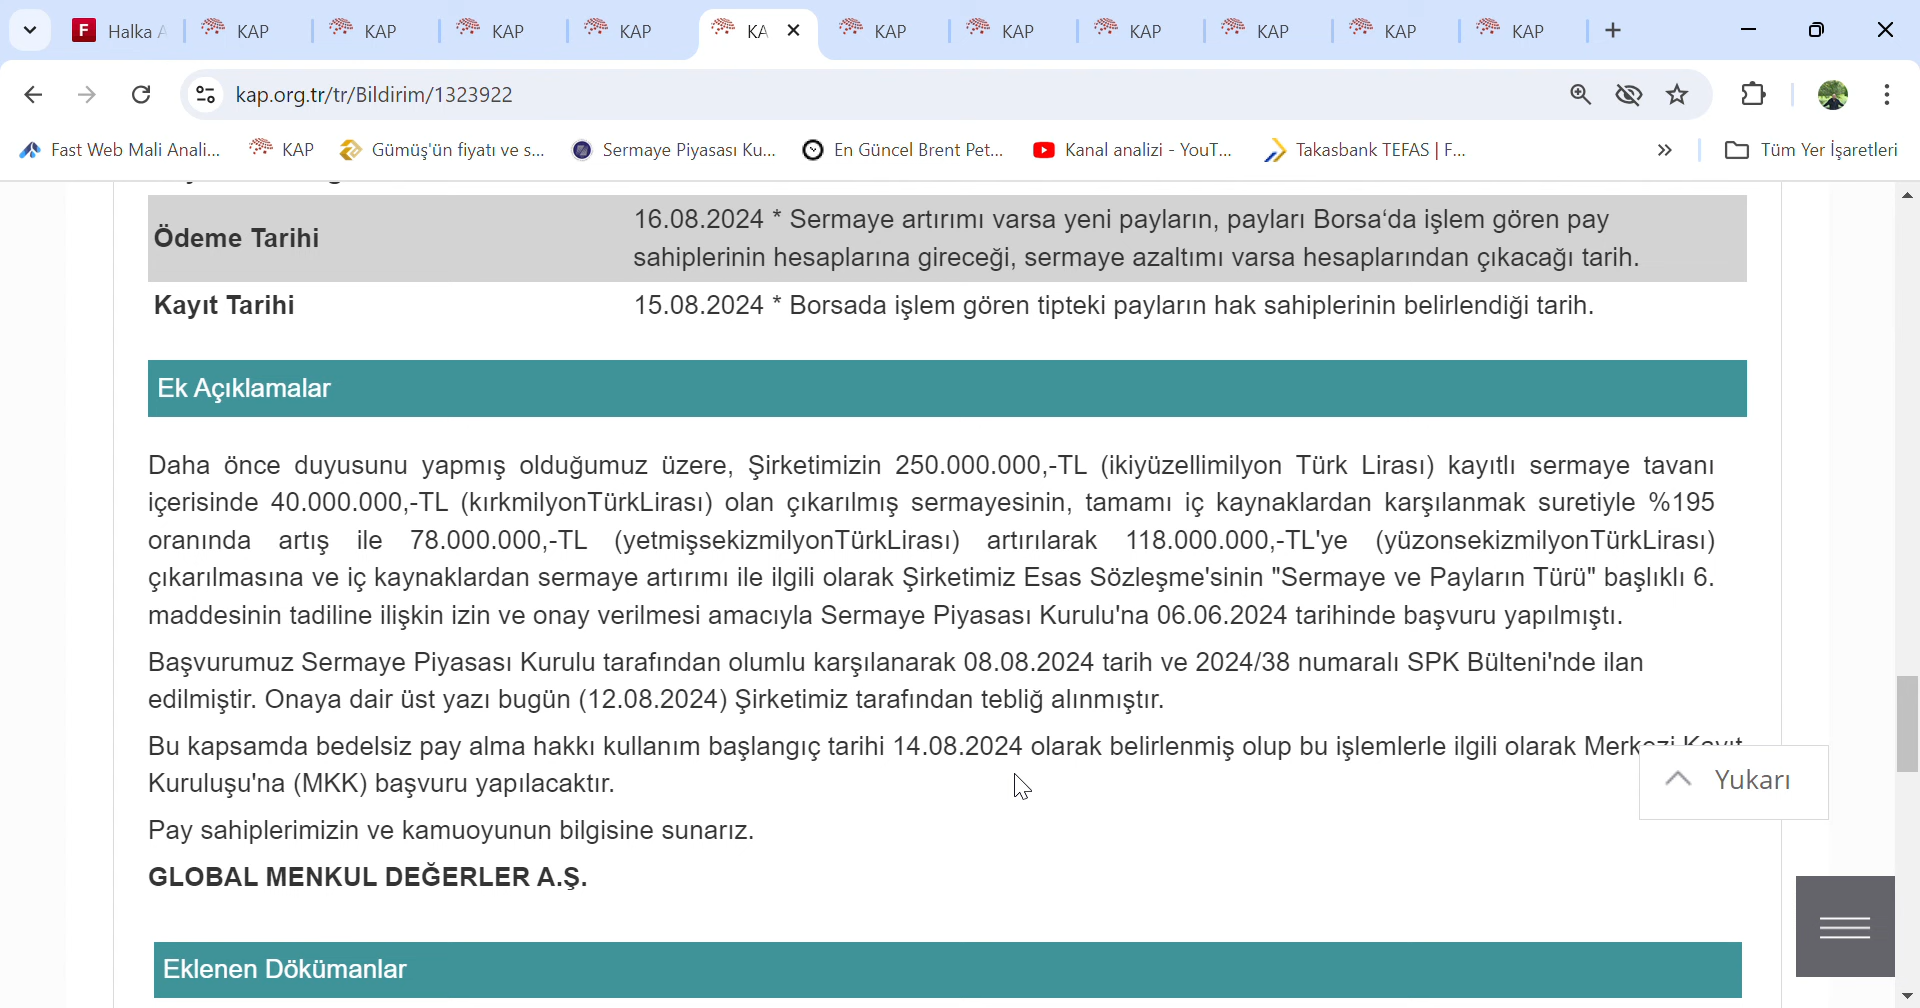 Halka A
KAP
KAP
KAP
KAP
KA
KAP
KAP
KAP
KAP
KAP
KAP
kap.org.tr/tr/Bildirim/1323922
Fast Web Mali Anali...
KAP
Gümüş'ün fiyatı ve s...
Sermaye Piyasası Ku...
En Güncel Brent Pet...
Kanal analizi - YouT...
Takasbank TEFAS | F...
»
Tüm Yer İşaretleri
Ödeme Tarihi
16.08.2024 * Sermaye artırımı varsa yeni payların, payları Borsa‘da işlem gören pay
sahiplerinin hesaplarına gireceği, sermaye azaltımı varsa hesaplarından çıkacağı tarih.
Kayıt Tarihi
15.08.2024 * Borsada işlem gören tipteki payların hak sahiplerinin belirlendiği tarih.
Ek Açıklamalar
Daha önce duyusunu yapmış olduğumuz üzere, Şirketimizin 250.000.000,-TL (ikiyüzellimilyon Türk Lirası) kayıtlı sermaye tavanı
içerisinde 40.000.000,-TL (kırkmilyonTürkLirası) olan çıkarılmış sermayesinin, tamamı iç kaynaklardan karşılanmak suretiyle %195
oranında artış ile 78.000.000,-TL (yetmişsekizmilyonTürkLirası) artırılarak 118.000.000,-TL'ye (yüzonsekizmilyonTürkLirası)
çıkarılmasına ve iç kaynaklardan sermaye artırımı ile ilgili olarak Şirketimiz Esas Sözleşme'sinin "Sermaye ve Payların Türü" başlıklı 6.
maddesinin tadiline ilişkin izin ve onay verilmesi amacıyla Sermaye Piyasası Kurulu'na 06.06.2024 tarihinde başvuru yapılmıştı.
Başvurumuz Sermaye Piyasası Kurulu tarafından olumlu karşılanarak 08.08.2024 tarih ve 2024/38 numaralı SPK Bülteni'nde ilan
edilmiştir. Onaya dair üst yazı bugün (12.08.2024) Şirketimiz tarafından tebliğ alınmıştır.
Bu kapsamda bedelsiz pay alma hakkı kullanım başlangıç tarihi 14.08.2024 olarak belirlenmiş olup bu işlemlerle ilgili olarak Merkezi Kayıt
Kuruluşu'na (MKK) başvuru yapılacaktır.
Yukarı
Pay sahiplerimizin ve kamuoyunun bilgisine sunarız.
GLOBAL MENKUL DEĞERLER A.Ş.
Eklenen Dökümanlar